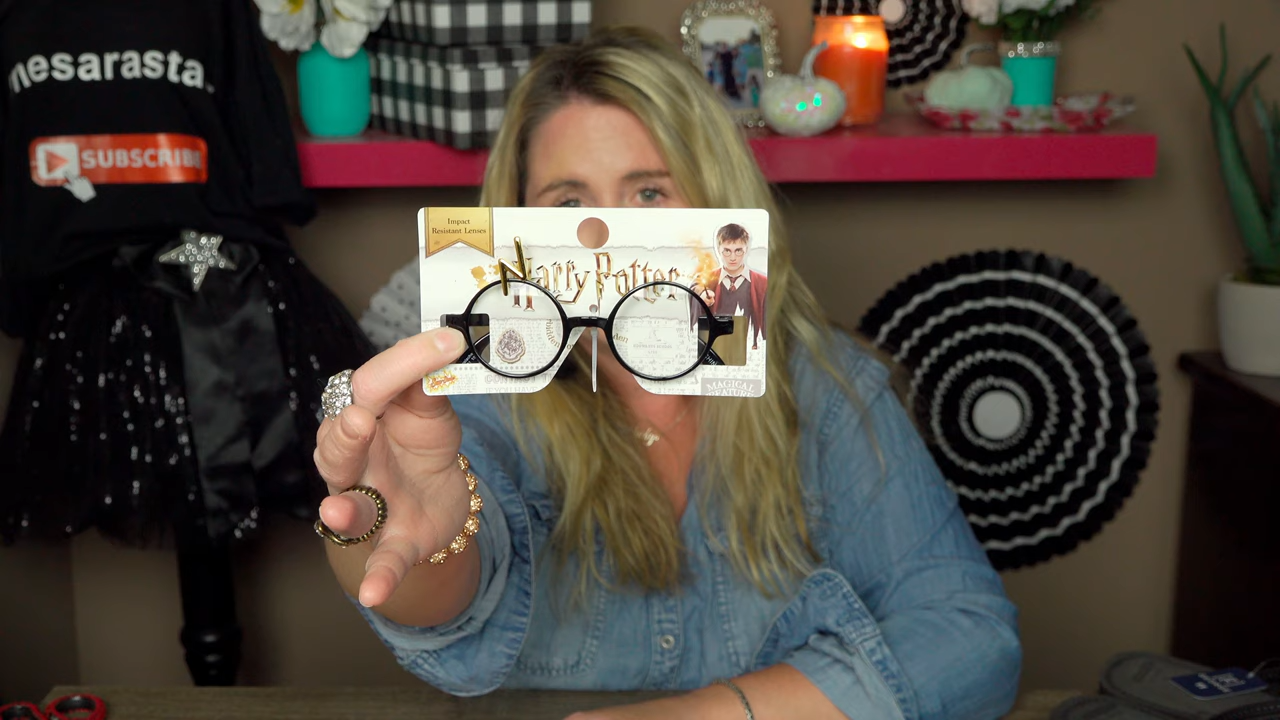 mesarasta
SUBSCRIBE
Impact
Resistant Lenses
Harry Potter
MAGICAL